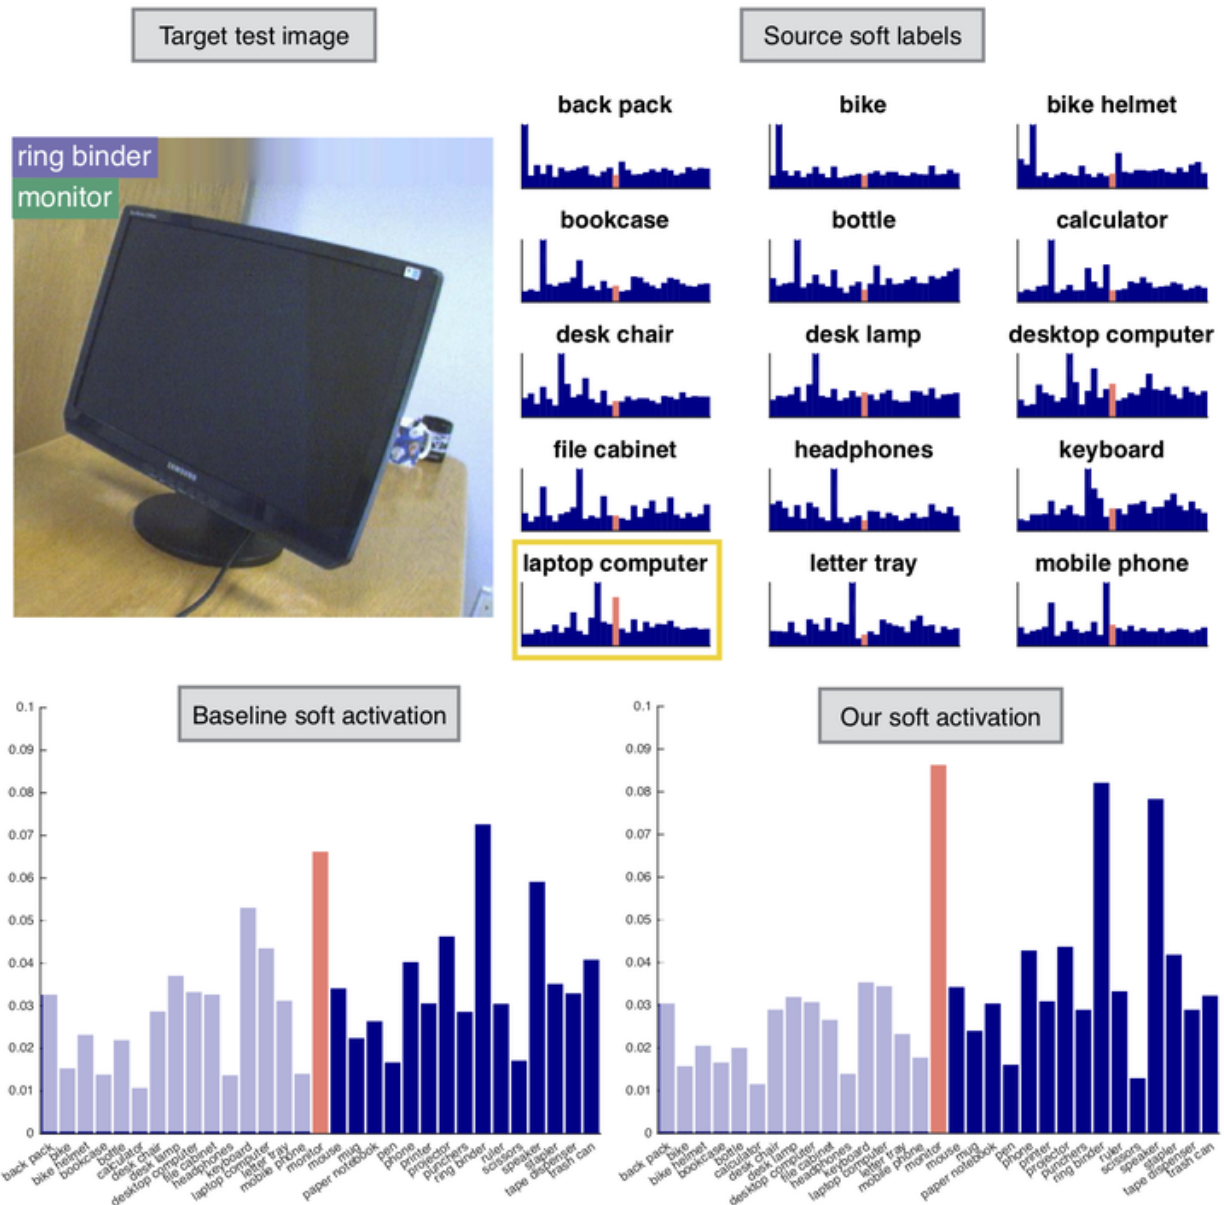 Target test image
Source soft labels
ring binder
monitor
SAMSUNG
back pack
bike
bike helmet
bookcase
bottle
calculator
desk chair
desk lamp
desktop computer
file cabinet
headphones
keyboard
laptop computer
letter tray
mobile phone
Baseline soft activation
0.1
0.09
0.08
0.07
0.06
0.05
0.04
0.03
0.02
0.01
0
back pack
bike
bike helmet
bookcase
bottle
calculator
desk chair
desk lamp
desktop computer
file cabinet
headphones
keyboard
laptop computer
letter tray
mobile phone
monitor
mouse
mug
paper notebook
pen
phone
printer
projector
punchers
ring binder
ruler
scissors
speaker
stapler
tape dispenser
trash can
Our soft activation
0.1
0.09
0.08
0.07
0.06
0.05
0.04
0.03
0.02
0.01
0
back pack
bike
bike helmet
bookcase
bottle
calculator
desk chair
desk lamp
desktop computer
file cabinet
headphones
keyboard
laptop computer
letter tray
mobile phone
monitor
mouse
mug
paper notebook
pen
phone
printer
projector
punchers
ring binder
ruler
scissors
speaker
stapler
tape dispenser
trash can